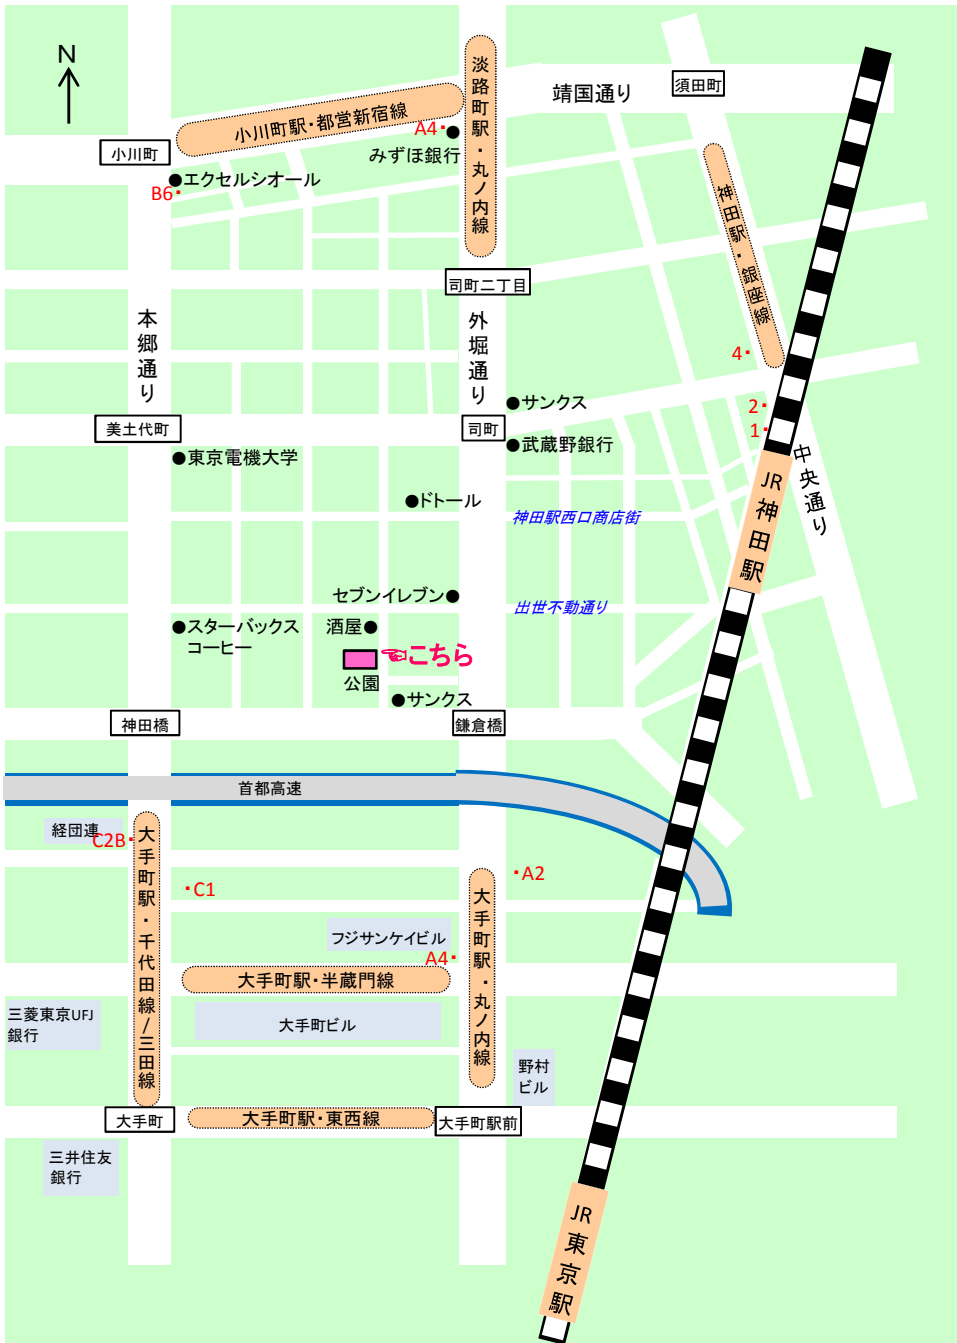 N
淡路町駅・丸ノ内線
靖国通り
須田町
小川町駅・都営新宿線
A4
みずほ銀行
小川町
エクセルシオール
B6
神田駅・銀座線
司町二丁目
本郷通り
外堀通り
4
サンクス
2
1
美土代町
司町
武蔵野銀行
東京電機大学
中央通り
JR神田駅
ドトール
神田駅西口商店街
セブンイレブン
出世不動通り
スターバックス
コーヒー
酒屋
☜こちら
公園
サンクス
神田橋
鎌倉橋
首都高速
経団連
C2B
大手町駅・千代田線/三田線
C1
A2
大手町駅・丸ノ内線
フジサンケイビル
A4
大手町駅・半蔵門線
三菱東京UFJ
銀行
大手町ビル
野村
ビル
大手町
大手町駅・東西線
大手町駅前
三井住友
銀行
JR東京駅